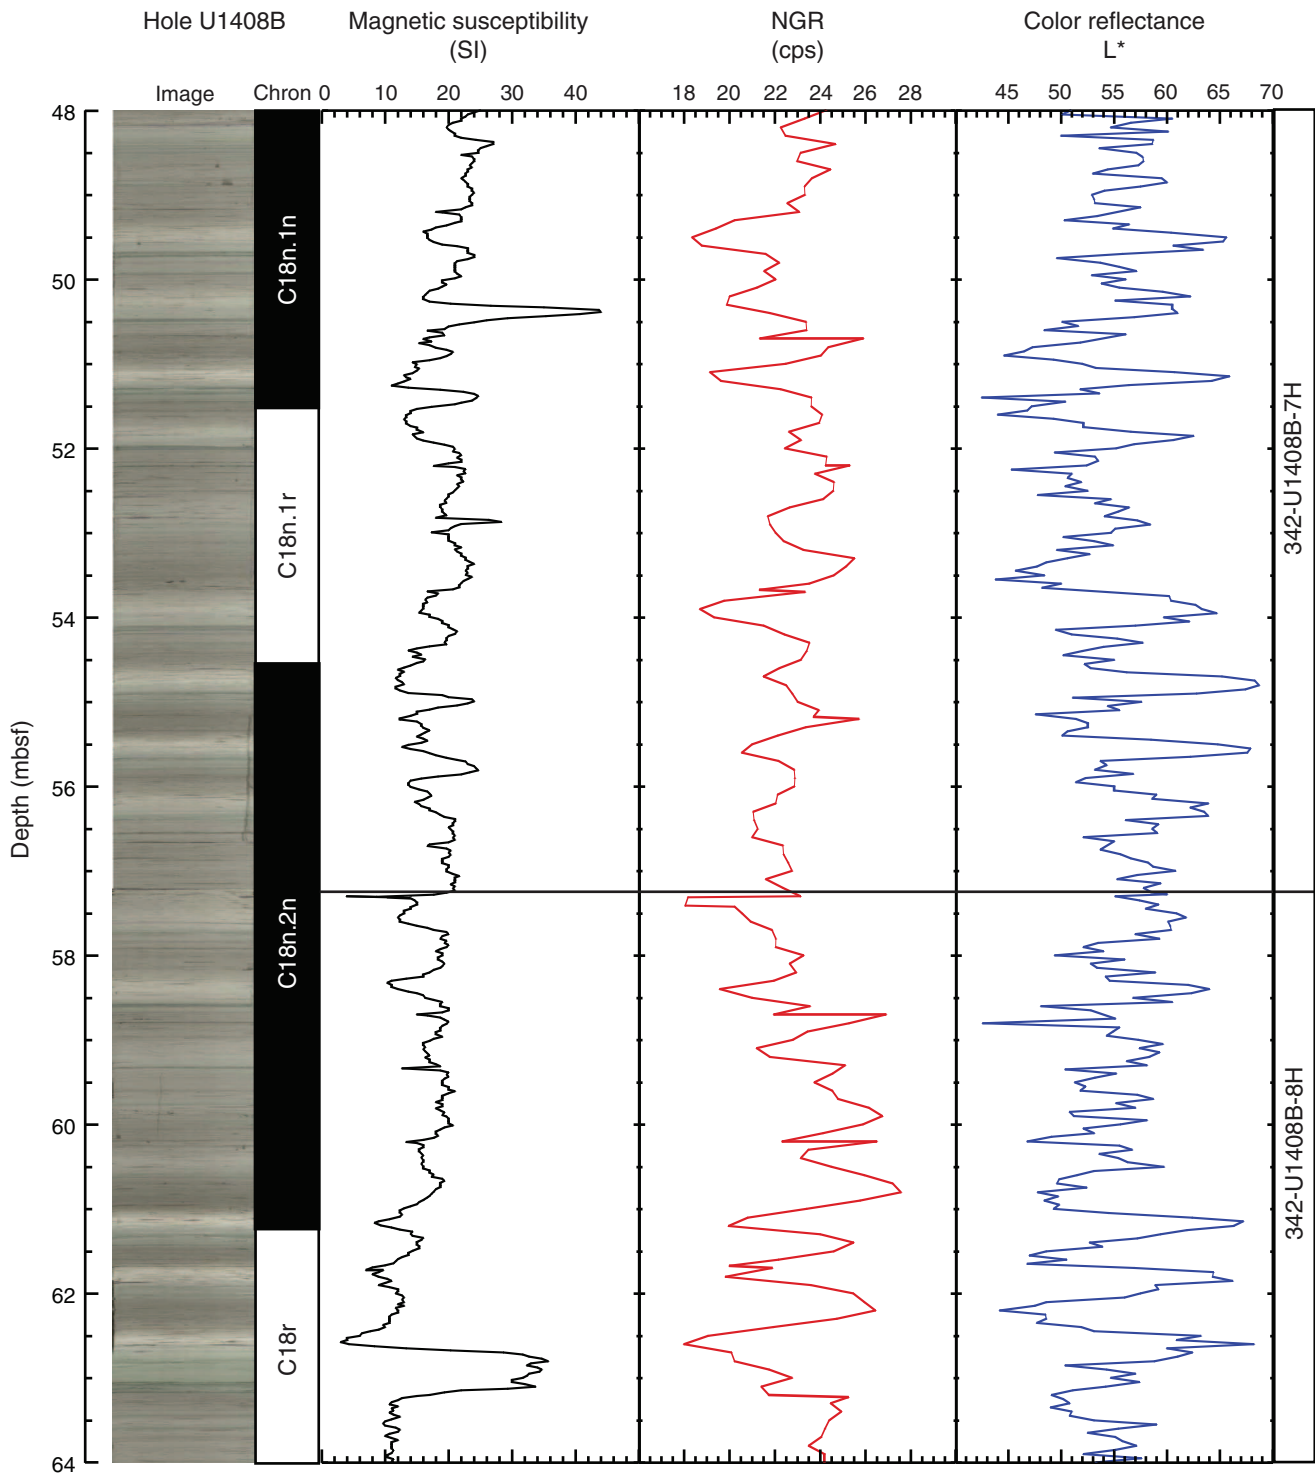 Hole U1408B
Magnetic susceptibility
(SI)
NGR
(cps)
Color reflectance
L*
Image
Chron
0 10 20 30 40
18 20 22 24 26 28
45 50 55 60 65 70
Depth (mbsf)
48
50
52
54
56
58
60
62
64
C18n.1n
C18n.1r
C18n.2n
C18r
342-U1408B-7H
342-U1408B-8H